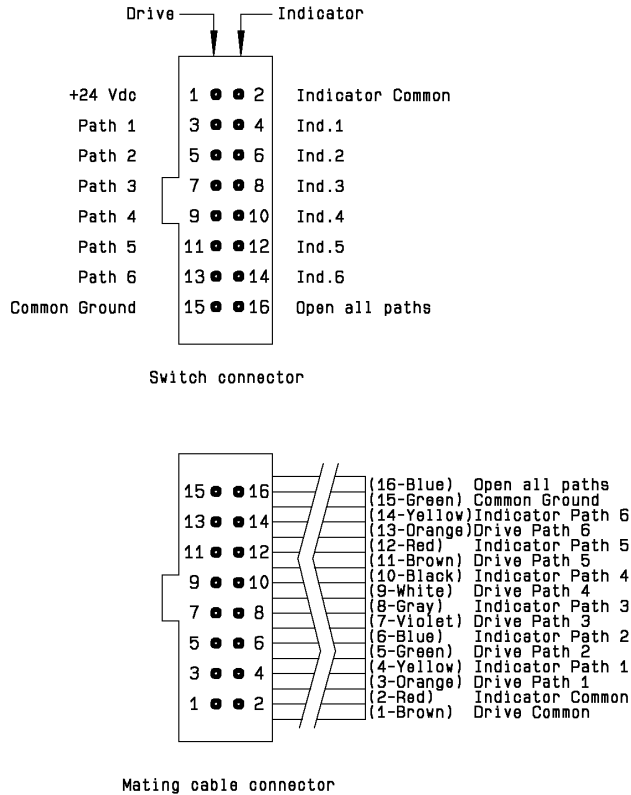 Drive Indicator
+24 Vdc 1 2 Indicator Common
Path 1 3 4 Ind.1
Path 2 5 6 Ind.2
Path 3 7 8 Ind.3
Path 4 9 10 Ind.4
Path 5 11 12 Ind.5
Path 6 13 14 Ind.6
Common Ground 15 16 Open all paths
Switch connector
15 16 (16-Blue) Open all paths
(15-Green) Common Ground
13 14 (14-Yellow) Indicator Path 6
(13-Orange) Drive Path 6
11 12 (12-Red) Indicator Path 5
(11-Brown) Drive Path 5
9 10 (10-Black) Indicator Path 4
(9-White) Drive Path 4
7 8 (8-Gray) Indicator Path 3
(7-Violet) Drive Path 3
5 6 (6-Blue) Indicator Path 2
(5-Green) Drive Path 2
3 4 (4-Yellow) Indicator Path 1
(3-Orange) Drive Path 1
1 2 (2-Red) Indicator Common
(1-Brown) Drive Common
Mating cable connector